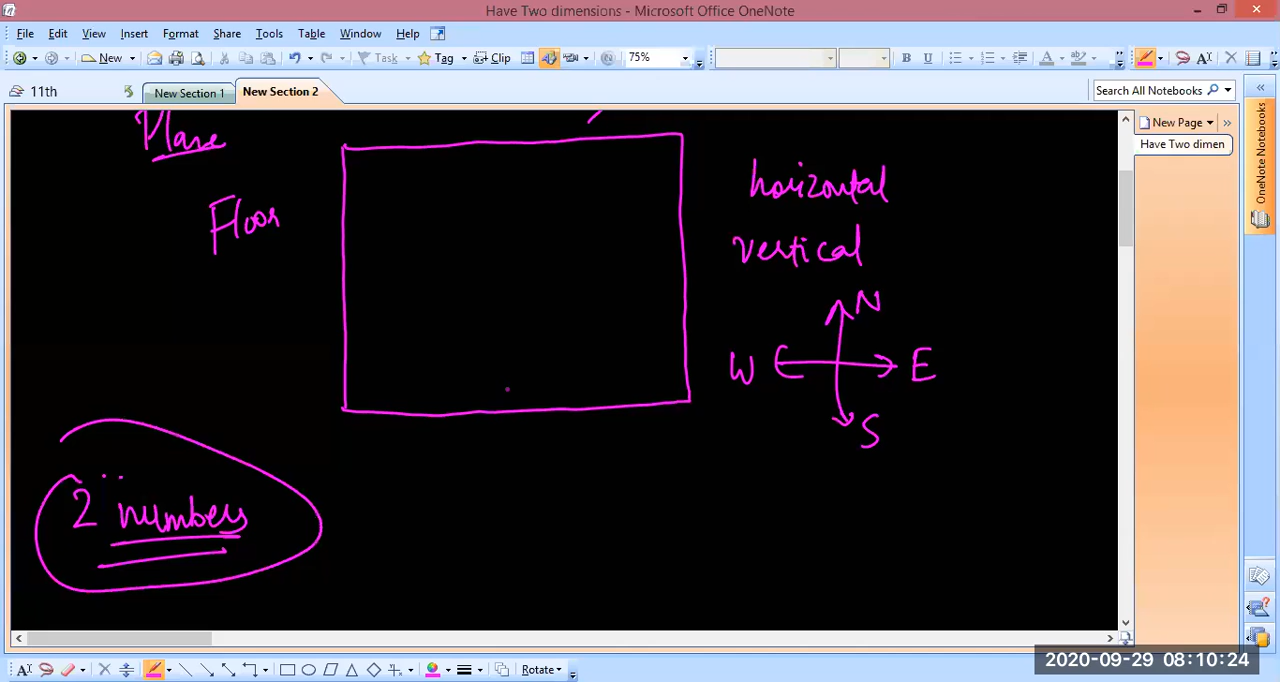 Have Two dimensions - Microsoft Office OneNote
File Edit View Insert Format Share Tools Table Window Help
New Task Tag Clip 75% B U A ab A
11th New Section 1 New Section 2 Search All Notebooks
New Page
Have Two dimen
OneNote Notebooks
Plane
horizontal
Floor
vertical
N
W E
S
2 numbers
2020-09-29 08:10:24
A Rotate